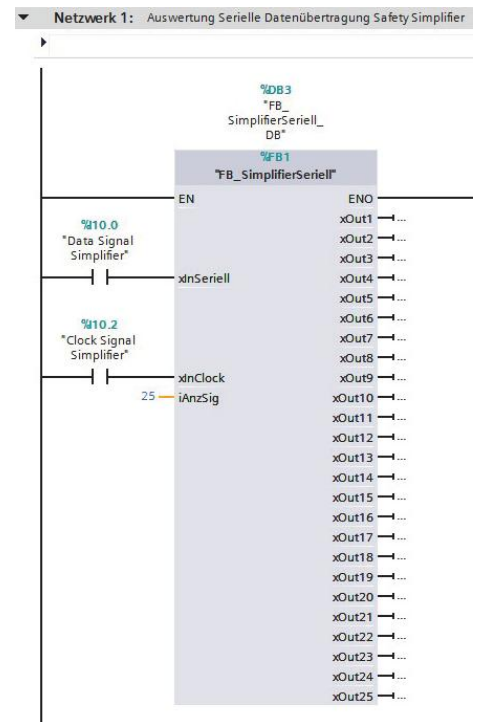 Netzwerk 1: Auswertung Serielle Datenübertragung Safety Simplifier
%DB3
"FB_
SimplifierSeriell_
DB"
%FB1
"FB_SimplifierSeriell"
EN
ENO
xOut1 ...
xOut2 ...
%I10.0
"Data Signal
Simplifier"
xInSeriell
xOut3 ...
xOut4 ...
xOut5 ...
xOut6 ...
%I10.2
"Clock Signal
Simplifier"
xInClock
xOut7 ...
xOut8 ...
xOut9 ...
25
iAnzSig
xOut10 ...
xOut11 ...
xOut12 ...
xOut13 ...
xOut14 ...
xOut15 ...
xOut16 ...
xOut17 ...
xOut18 ...
xOut19 ...
xOut20 ...
xOut21 ...
xOut22 ...
xOut23 ...
xOut24 ...
xOut25 ...